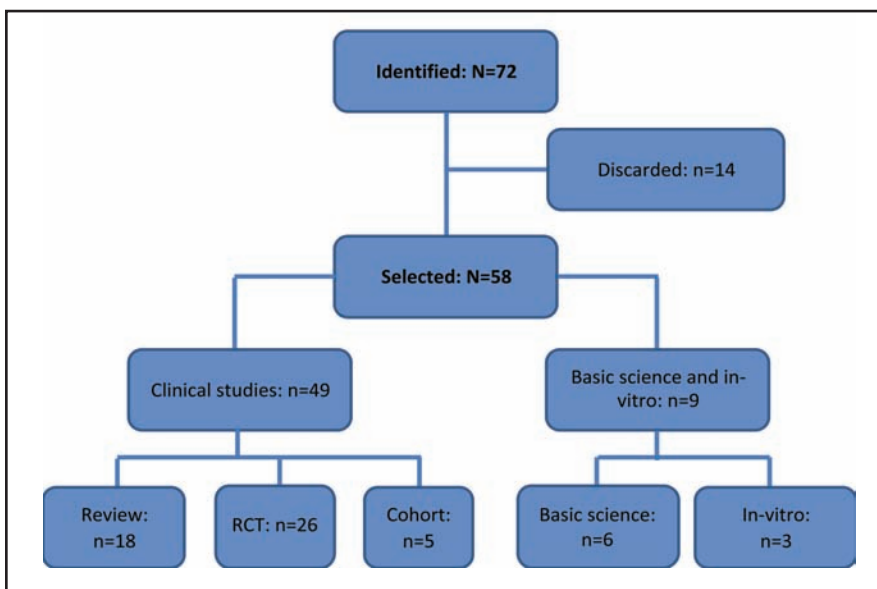 Identified: N=72
Discarded: n=14
Selected: N=58
Clinical studies: n=49
Basic science and in-
vitro: n=9
Review:
n=18
RCT: n=26
Cohort:
n=5
Basic science:
n=6
In-vitro:
n=3